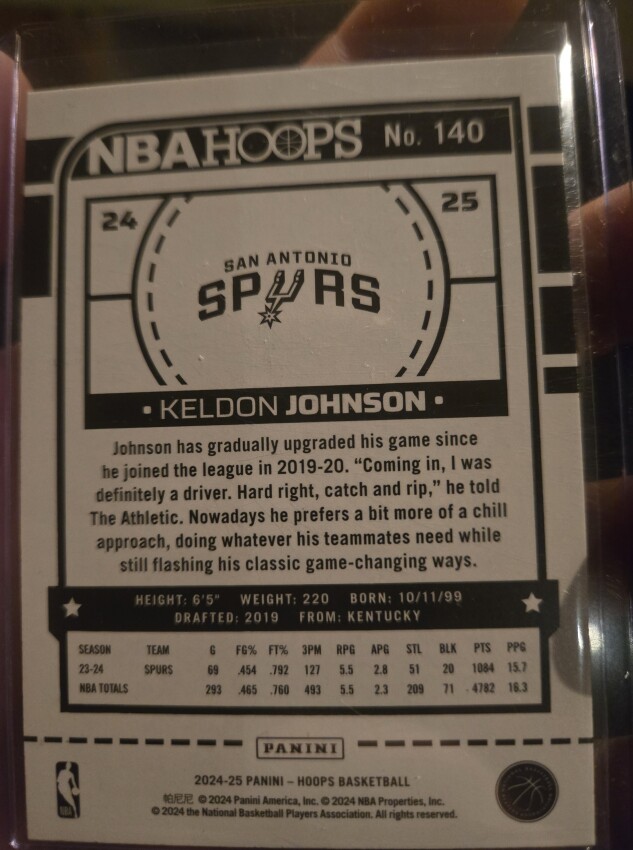 NBA HOOPS No. 140
24 25
SAN ANTONIO
SPURS
• KELDON JOHNSON •
Johnson has gradually upgraded his game since
he joined the league in 2019-20. “Coming in, I was
definitely a driver. Hard right, catch and rip,” he told
The Athletic. Nowadays he prefers a bit more of a chill
approach, doing whatever his teammates need while
still flashing his classic game-changing ways.
HEIGHT: 6'5" WEIGHT: 220 BORN: 10/11/99
DRAFTED: 2019 FROM: KENTUCKY
SEASON TEAM G FG% FT% 3PM RPG APG STL BLK PTS PPG
23-24 SPURS 69 .454 .792 127 5.5 2.8 51 20 1084 15.7
NBA TOTALS 293 .465 .760 493 5.5 2.3 209 71 4782 16.3
PANINI
2024-25 PANINI – HOOPS BASKETBALL
帕尼尼 © 2024 Panini America, Inc. © 2024 NBA Properties, Inc.
© 2024 the National Basketball Players Association. All rights reserved.
NBA